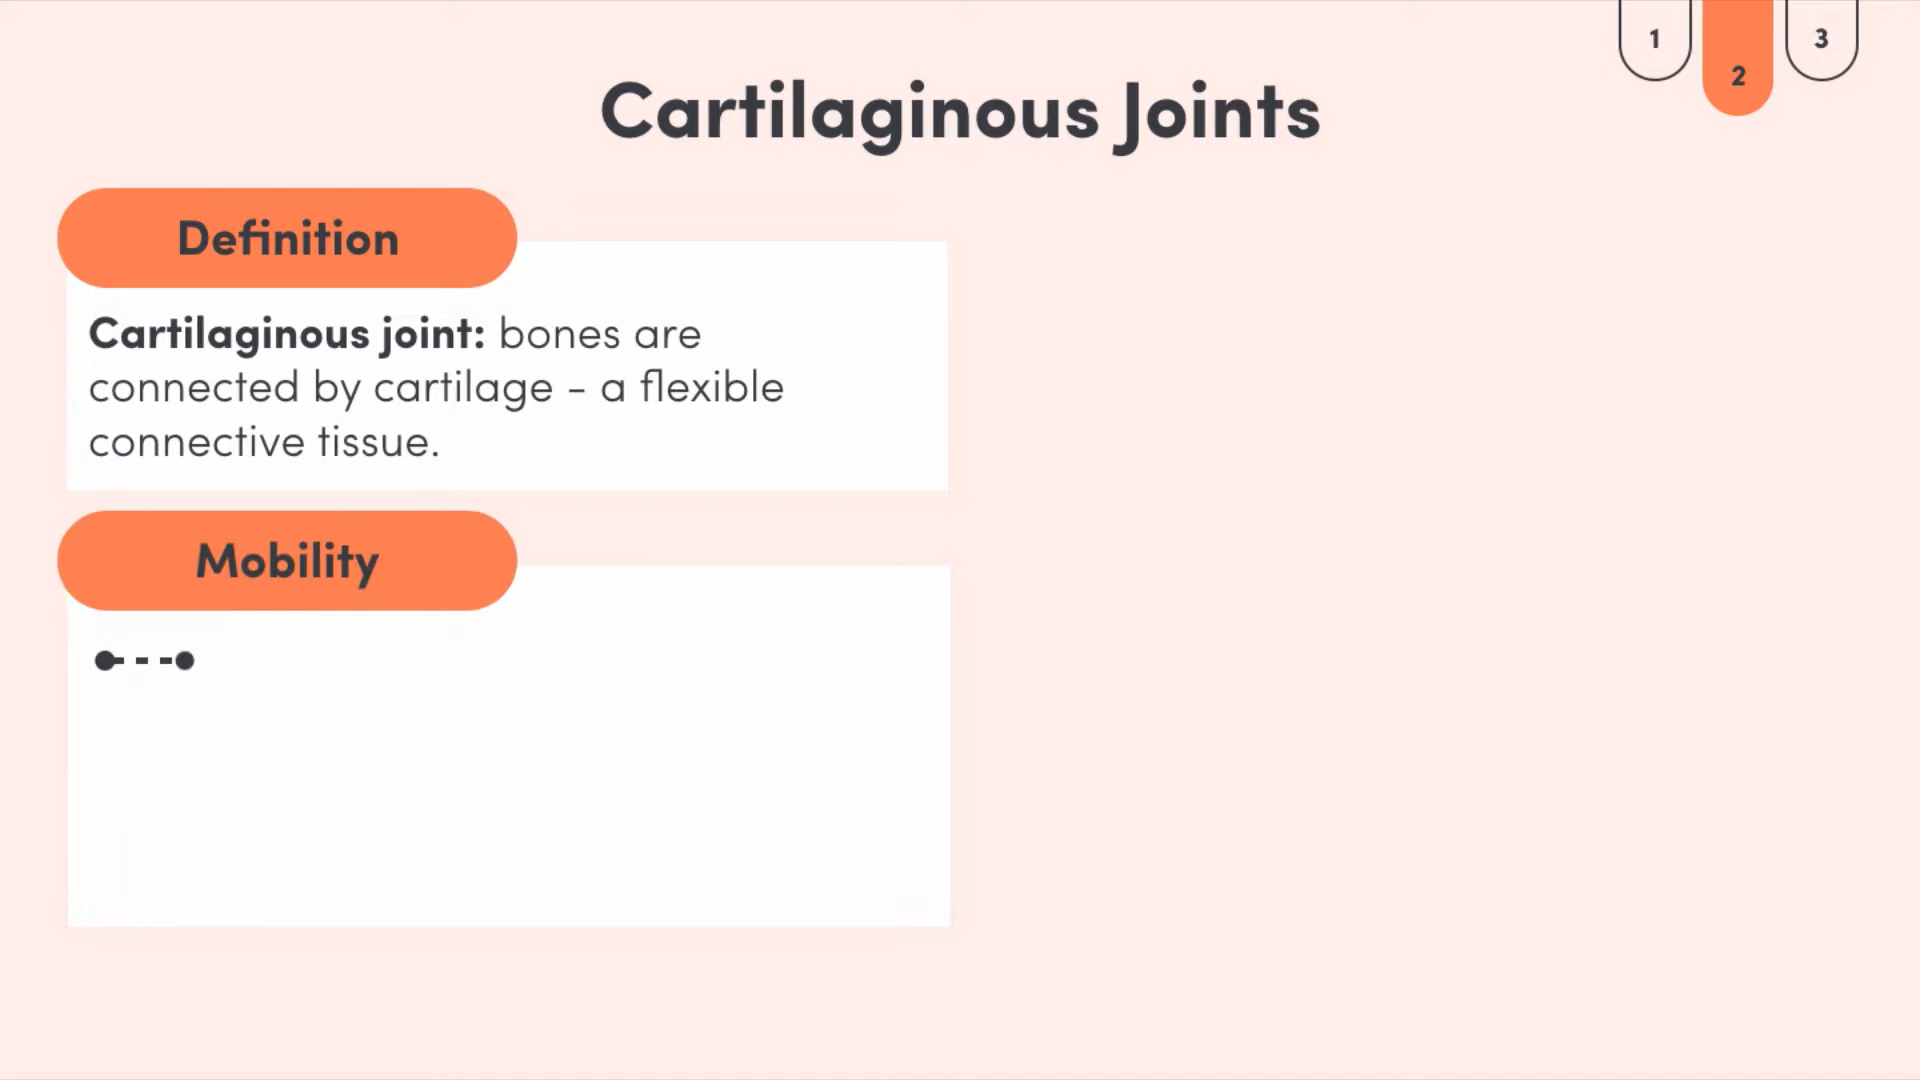 1
2
3
Cartilaginous Joints
Definition
Cartilaginous joint: bones are
connected by cartilage - a flexible
connective tissue.
Mobility